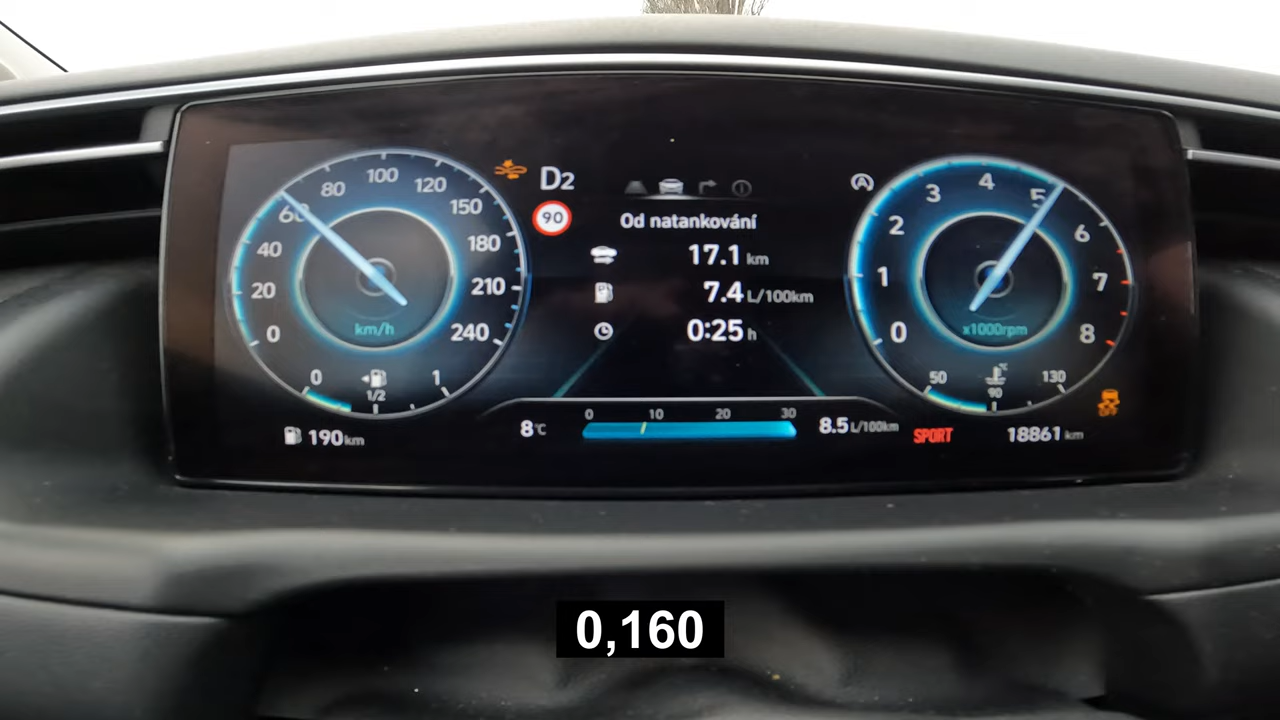 0
20
40
60
80
100
120
150
180
210
240
km/h
0
1/2
1
190 km
D2
90
Od natankování
17.1 km
7.4 L/100km
0:25 h
8°C
0 10 20 30
8.5 L/100km
A
0
1
2
3
4
5
6
7
8
x1000rpm
50
90
130
°C
SPORT
18861 km
0,160